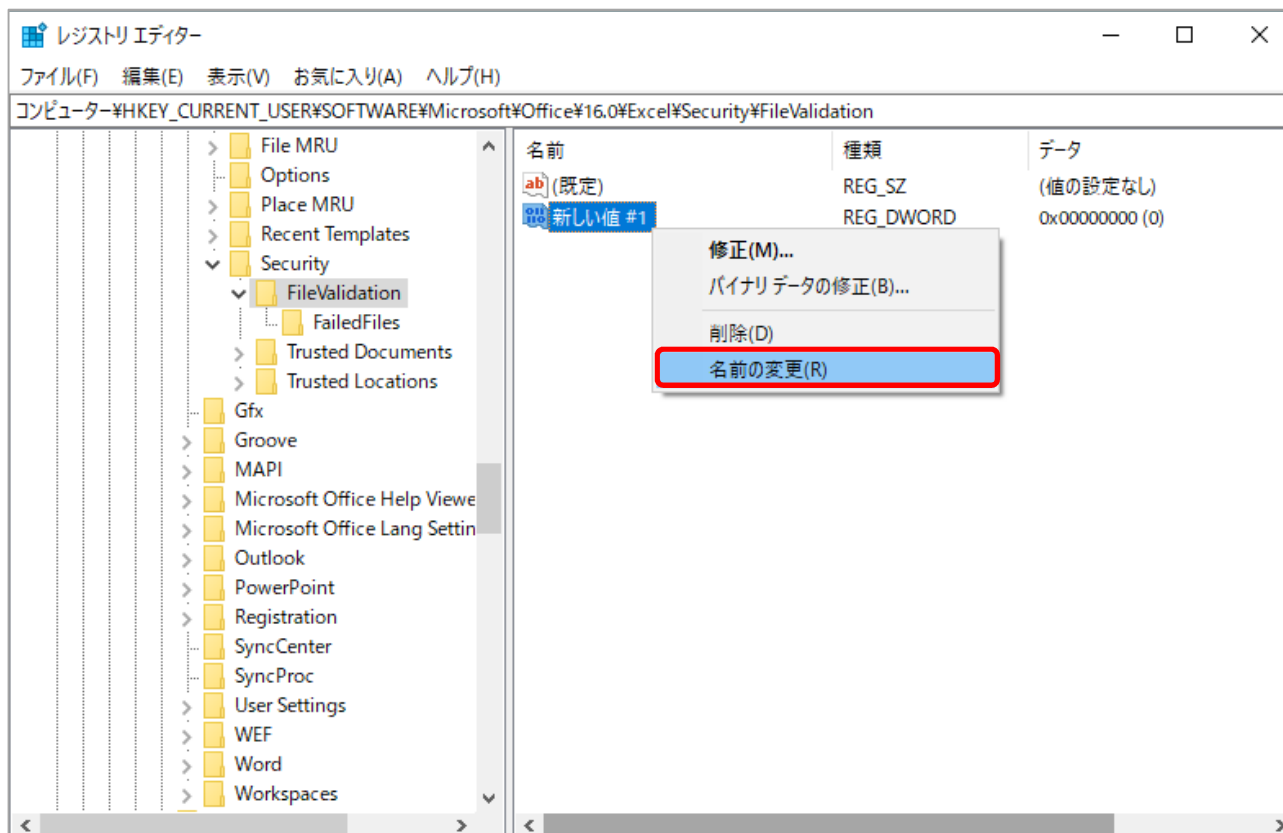 レジストリ エディター
ファイル(F) 編集(E) 表示(V) お気に入り(A) ヘルプ(H)
コンピューター¥HKEY_CURRENT_USER¥SOFTWARE¥Microsoft¥Office¥16.0¥Excel¥Security¥FileValidation
File MRU
Options
Place MRU
Recent Templates
Security
FileValidation
FailedFiles
Trusted Documents
Trusted Locations
Gfx
Groove
MAPI
Microsoft Office Help Viewe
Microsoft Office Lang Settin
Outlook
PowerPoint
Registration
SyncCenter
SyncProc
User Settings
WEF
Word
Workspaces
名前 種類 データ
ab (既定) REG_SZ (値の設定なし)
新しい値 #1 REG_DWORD 0x00000000 (0)
修正(M)...
バイナリ データの修正(B)...
削除(D)
名前の変更(R)